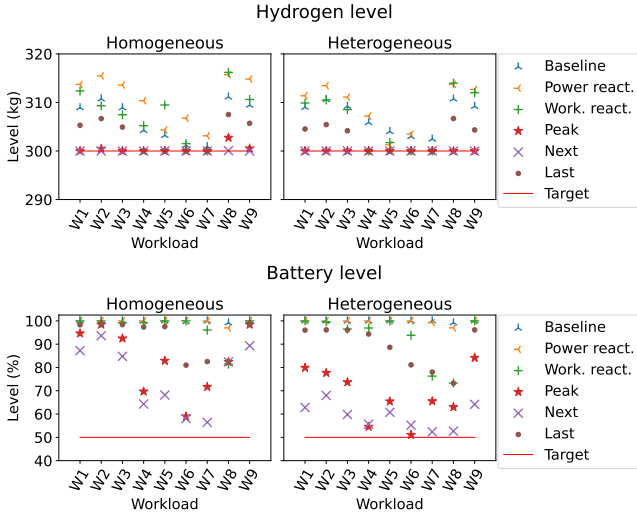 Hydrogen level
Homogeneous
Heterogeneous
Level (kg)
320
310
300
290
W1 W2 W3 W4 W5 W6 W7 W8 W9
W1 W2 W3 W4 W5 W6 W7 W8 W9
Workload
Workload
Baseline
Power react.
Work. react.
Peak
Next
Last
Target
Battery level
Homogeneous
Heterogeneous
Level (%)
100
90
80
70
60
50
40
W1 W2 W3 W4 W5 W6 W7 W8 W9
W1 W2 W3 W4 W5 W6 W7 W8 W9
Workload
Workload
Baseline
Power react.
Work. react.
Peak
Next
Last
Target